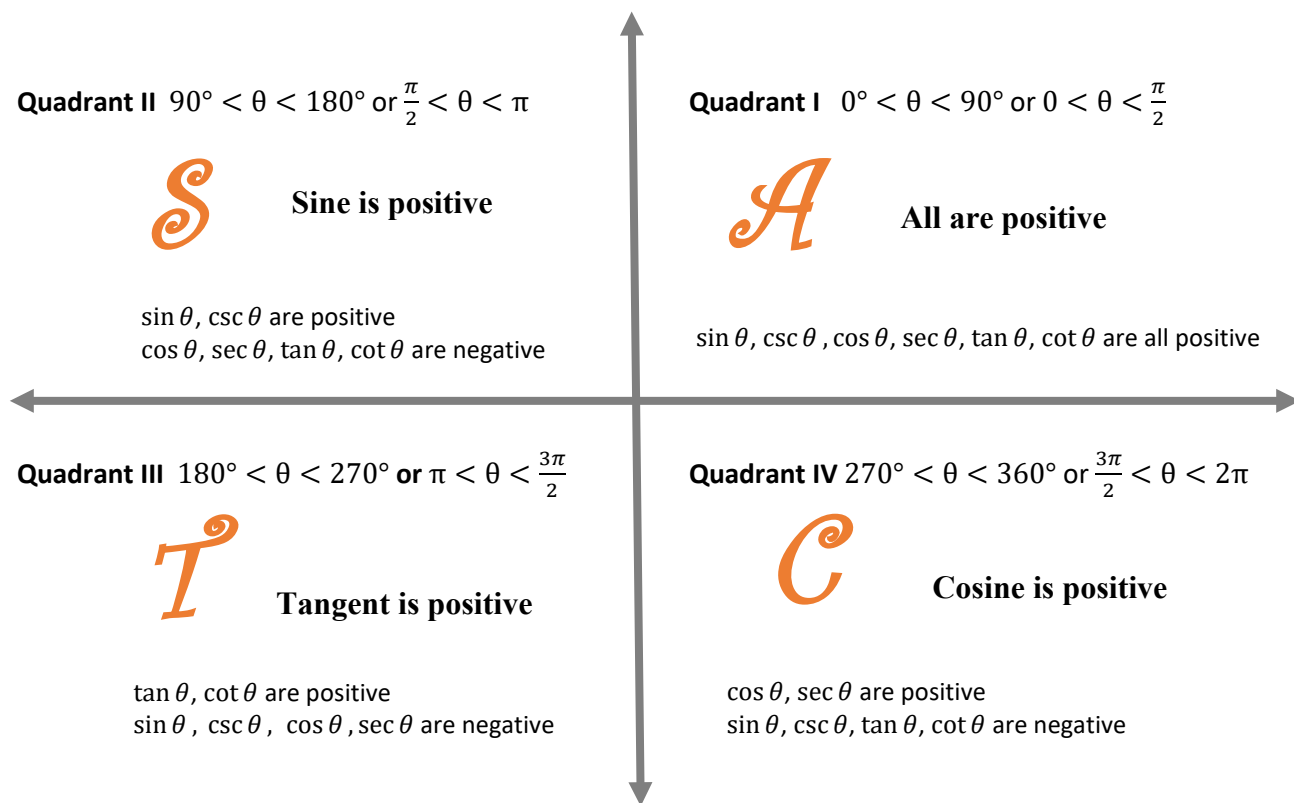 Quadrant II 90° < θ < 180° or π/2 < θ < π
S
Sine is positive
sin θ, csc θ are positive
cos θ, sec θ, tan θ, cot θ are negative
Quadrant I 0° < θ < 90° or 0 < θ < π/2
A
All are positive
sin θ, csc θ , cos θ, sec θ, tan θ, cot θ are all positive
Quadrant III 180° < θ < 270° or π < θ < 3π/2
T
Tangent is positive
tan θ, cot θ are positive
sin θ , csc θ , cos θ , sec θ are negative
Quadrant IV 270° < θ < 360° or 3π/2 < θ < 2π
C
Cosine is positive
cos θ, sec θ are positive
sin θ, csc θ, tan θ, cot θ are negative